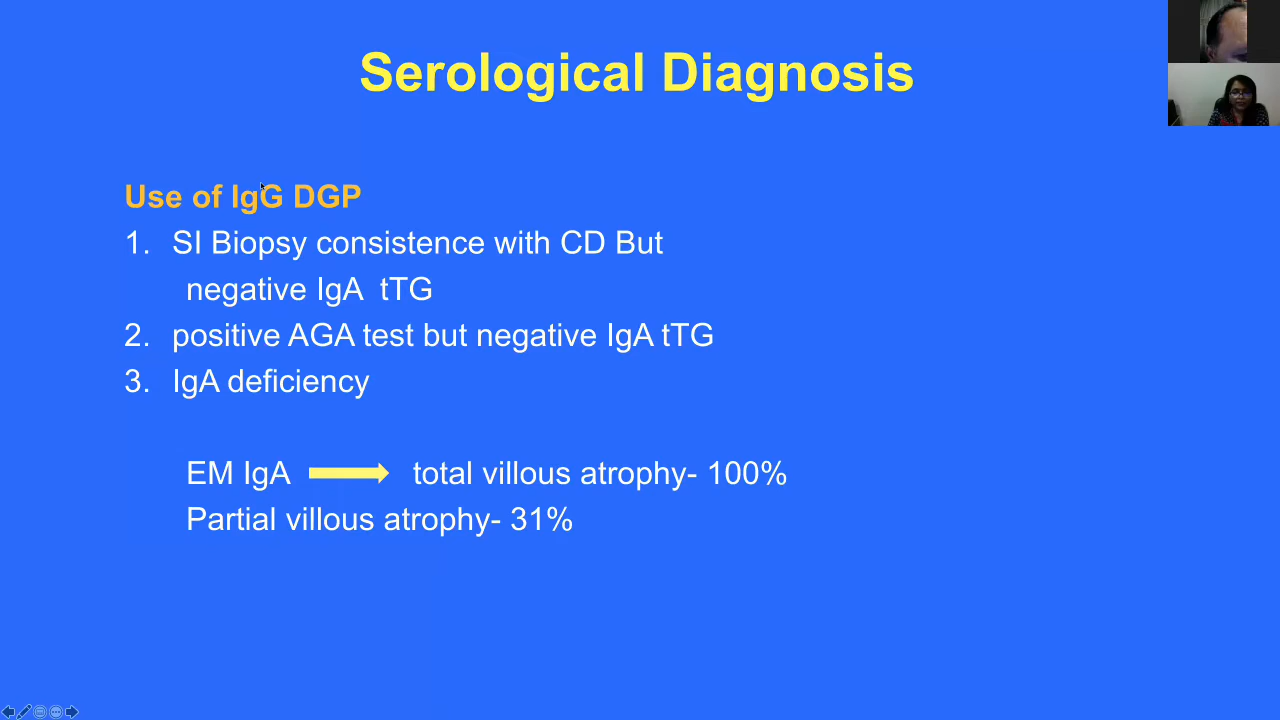 Serological Diagnosis
Use of IgG DGP
1. SI Biopsy consistence with CD But
negative IgA tTG
2. positive AGA test but negative IgA tTG
3. IgA deficiency
EM IgA total villous atrophy- 100%
Partial villous atrophy- 31%